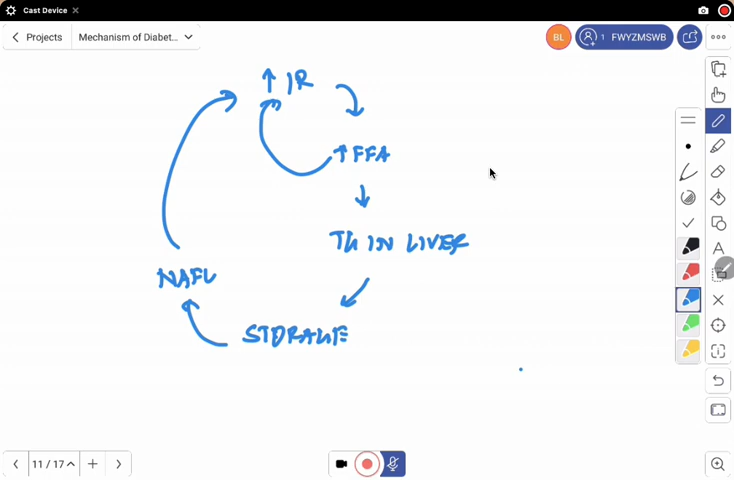 Cast Device
Projects
Mechanism of Diabet...
BL
1 FWYZMSWB
↑ IR
↑FFA
TG IN LIVER
NAFL
STORAGE
A
11 / 17